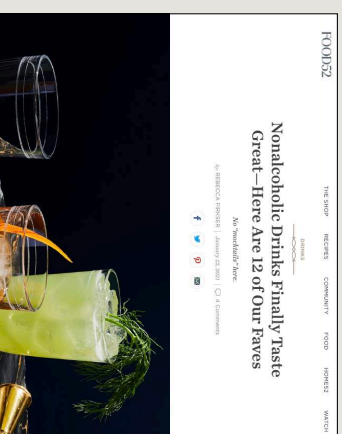 FOOD52
THE SHOP RECIPES COMMUNITY FOOD HOME52 WATCH
DRINKS
Nonalcoholic Drinks Finally Taste
Great—Here Are 12 of Our Faves
No "mocktails" here.
by REBECCA FIRKSER | January 23, 2021 | 4 Comments